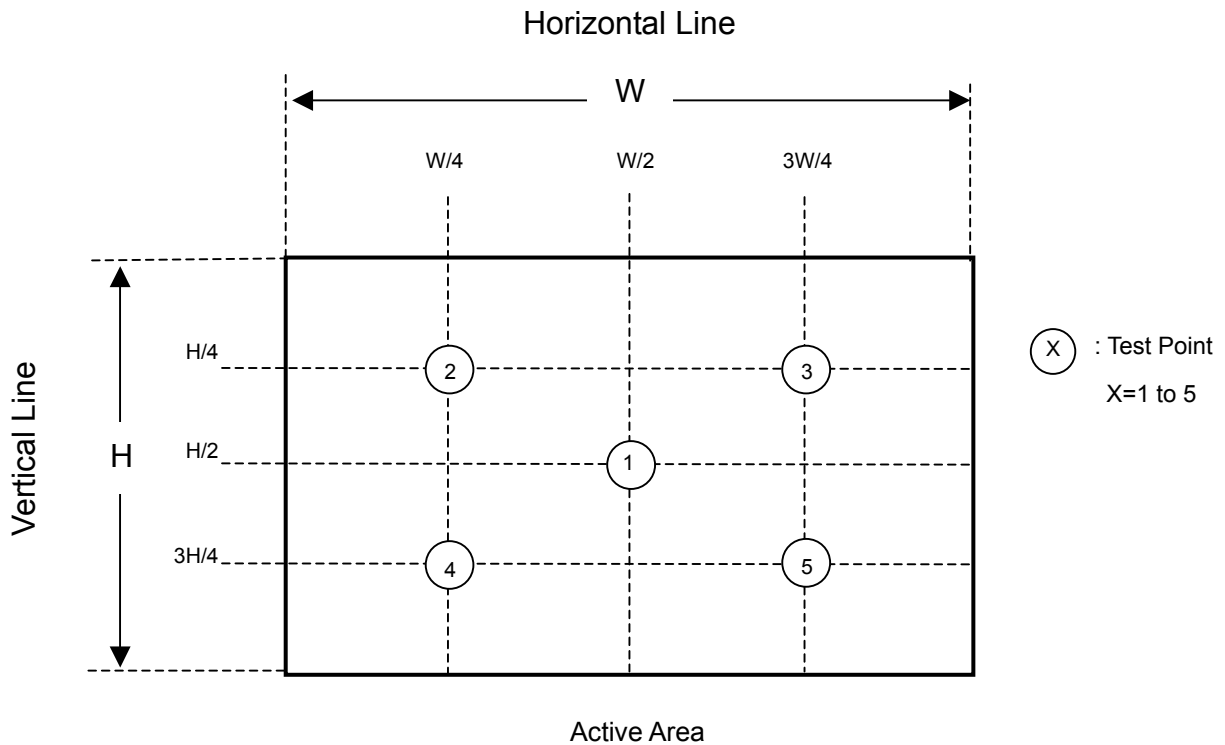 Horizontal Line
W
W/4 W/2 3W/4
H/4
2 3
X : Test Point
X=1 to 5
Vertical Line
H
H/2
1
3H/4
4 5
Active Area